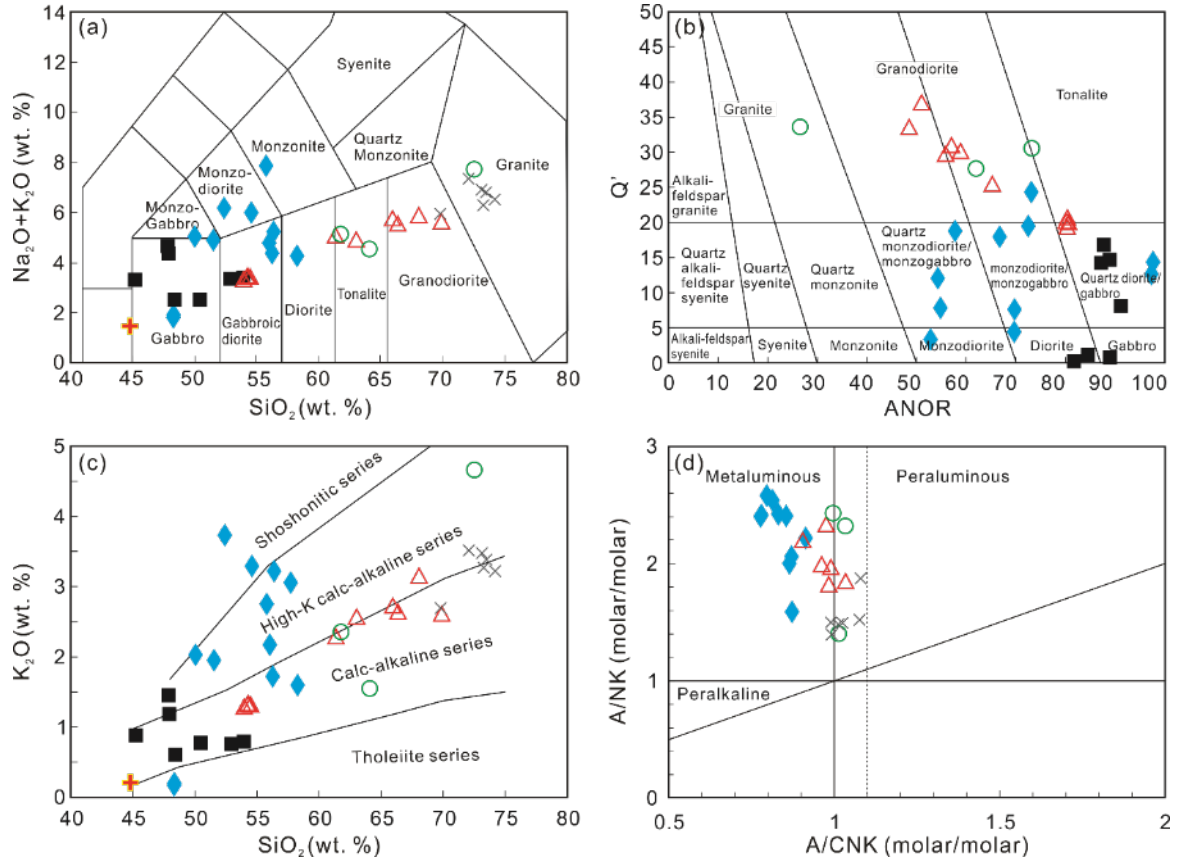 (a)
14
12
10
8
6
4
2
0
Na₂O+K₂O (wt. %)
Syenite
Monzonite
Quartz
Monzonite
Granite
Monzo-
diorite
Monzo-
Gabbro
Gabbro
Gabbroic
diorite
Diorite
Tonalite
Granodiorite
40 45 50 55 60 65 70 75 80
SiO₂(wt. %)
(b)
50
45
40
35
30
25
20
15
10
5
0
Q'
Granodiorite
Tonalite
Granite
Alkali-
feldspar
granite
Quartz
alkali-
feldspar
syenite
Quartz
syenite
Quartz
monzonite
Quartz
monzodiorite/
monzogabbro
monzodiorite/
monzogabbro
Quartz diorite/
gabbro
Alkali-feldspar
syenite
Syenite
Monzonite
Monzodiorite
Diorite
Gabbro
0 10 20 30 40 50 60 70 80 90 100
ANOR
(c)
5
4
3
2
1
0
K₂O (wt. %)
Shoshonitic series
High-K calc-alkaline series
Calc-alkaline series
Tholeiite series
40 45 50 55 60 65 70 75 80
SiO₂(wt. %)
(d)
3
2
1
0
A/NK (molar/molar)
Metaluminous
Peraluminous
Peralkaline
0.5 1 1.5 2
A/CNK (molar/molar)